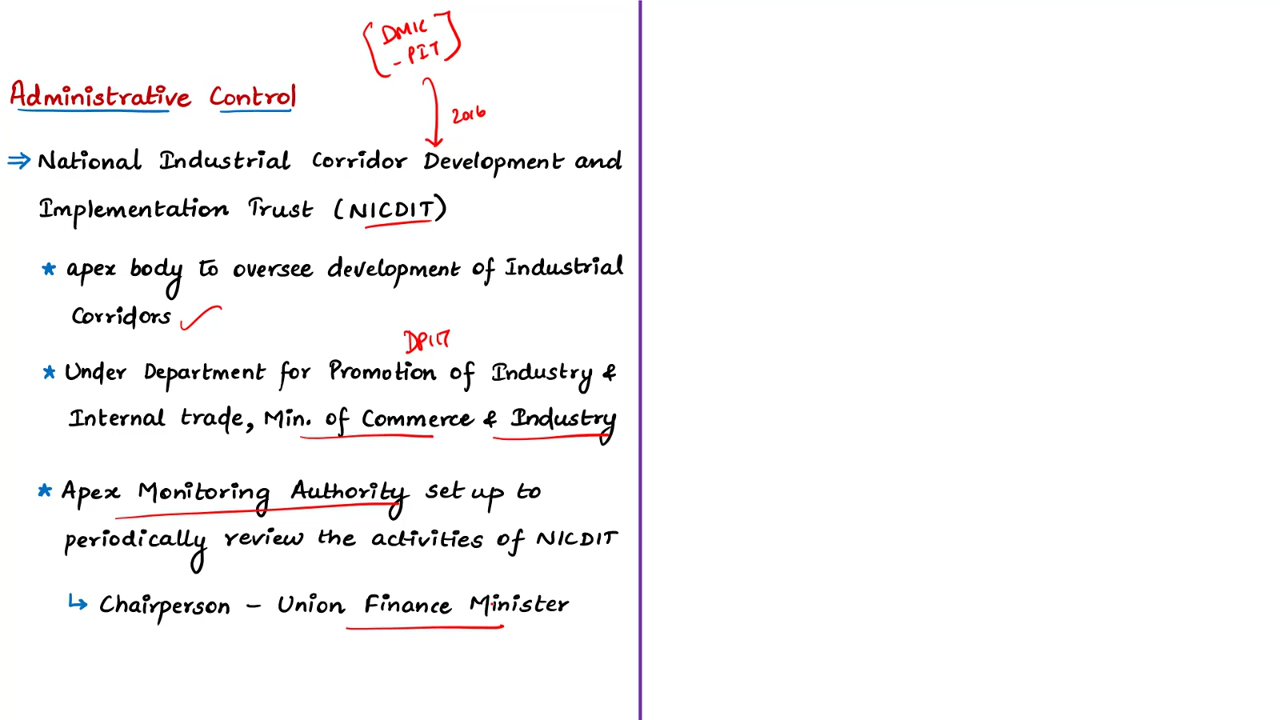 [DMIC
- PIT]
Administrative Control
2016
⇒ National Industrial Corridor Development and
Implementation Trust (NICDIT)
* apex body to oversee development of Industrial
Corridors ✓
DPIIT
* Under Department for Promotion of Industry &
Internal trade, Min. of Commerce & Industry
* Apex Monitoring Authority set up to
periodically review the activities of NICDIT
↳ Chairperson - Union Finance Minister